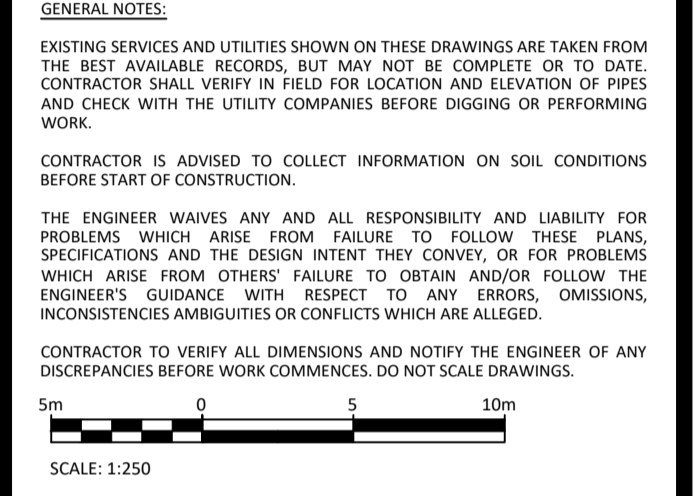 GENERAL NOTES:
EXISTING SERVICES AND UTILITIES SHOWN ON THESE DRAWINGS ARE TAKEN FROM
THE BEST AVAILABLE RECORDS, BUT MAY NOT BE COMPLETE OR TO DATE.
CONTRACTOR SHALL VERIFY IN FIELD FOR LOCATION AND ELEVATION OF PIPES
AND CHECK WITH THE UTILITY COMPANIES BEFORE DIGGING OR PERFORMING
WORK.
CONTRACTOR IS ADVISED TO COLLECT INFORMATION ON SOIL CONDITIONS
BEFORE START OF CONSTRUCTION.
THE ENGINEER WAIVES ANY AND ALL RESPONSIBILITY AND LIABILITY FOR
PROBLEMS WHICH ARISE FROM FAILURE TO FOLLOW THESE PLANS,
SPECIFICATIONS AND THE DESIGN INTENT THEY CONVEY, OR FOR PROBLEMS
WHICH ARISE FROM OTHERS' FAILURE TO OBTAIN AND/OR FOLLOW THE
ENGINEER'S GUIDANCE WITH RESPECT TO ANY ERRORS, OMISSIONS,
INCONSISTENCIES AMBIGUITIES OR CONFLICTS WHICH ARE ALLEGED.
CONTRACTOR TO VERIFY ALL DIMENSIONS AND NOTIFY THE ENGINEER OF ANY
DISCREPANCIES BEFORE WORK COMMENCES. DO NOT SCALE DRAWINGS.
5m 0 5 10m
SCALE: 1:250